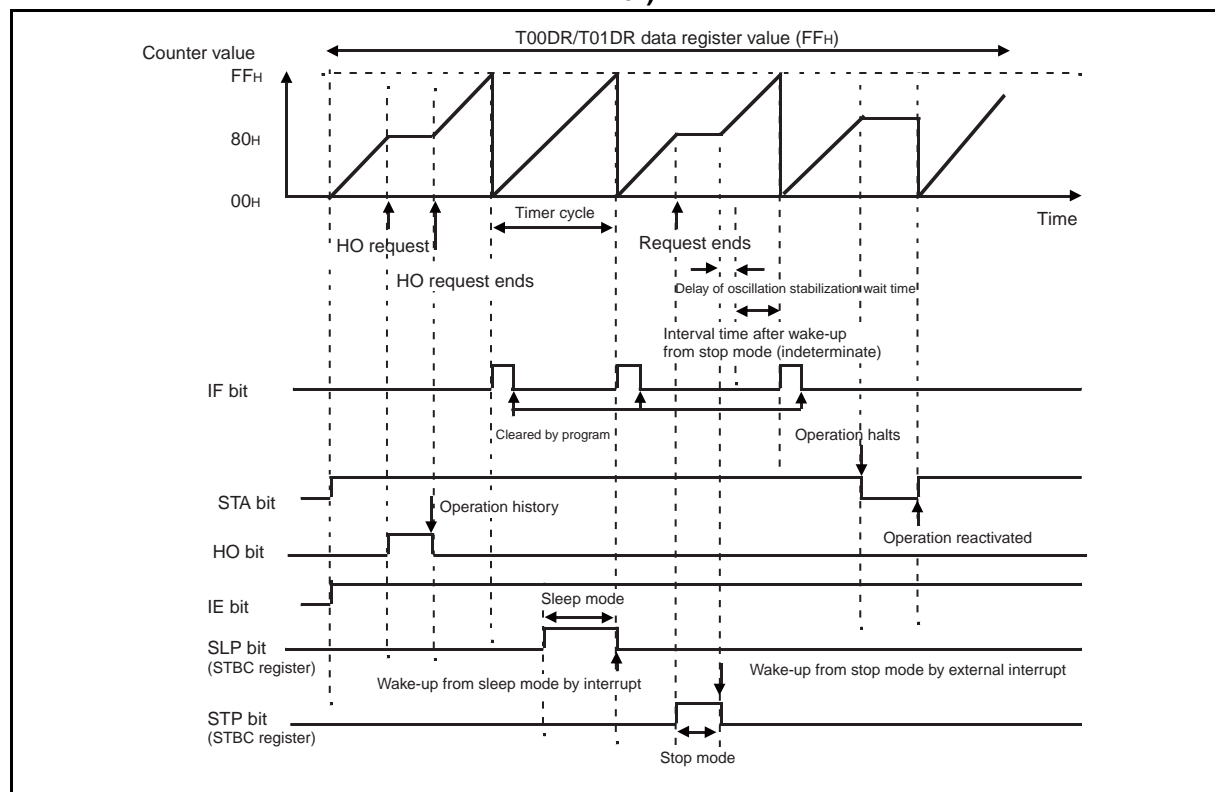 T00DR/T01DR data register value (FFH)
Counter value
FFH
80H
00H
Time
Timer cycle
HO request
Request ends
HO request ends
Delay of oscillation stabilization wait time
Interval time after wake-up
from stop mode (indeterminate)
IF bit
Cleared by program
Operation halts
STA bit
Operation history
Operation reactivated
HO bit
IE bit
Sleep mode
SLP bit
(STBC register)
Wake-up from sleep mode by interrupt
Wake-up from stop mode by external interrupt
STP bit
(STBC register)
Stop mode